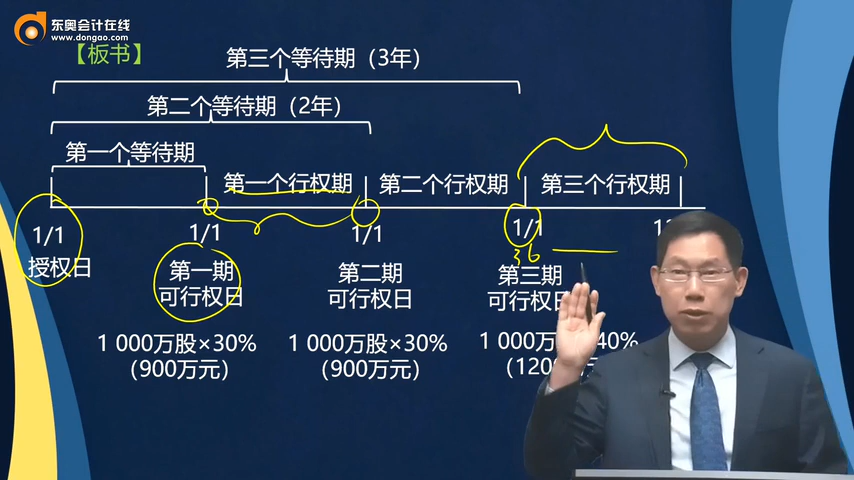 东奥会计在线
www.dongao.com
【板书】
第三个等待期（3年）
第二个等待期（2年）
第一个等待期
第一个行权期
第二个行权期
第三个行权期
1/1
1/1
1/1
1/1
36
授权日
第一期
可行权日
第二期
可行权日
第三期
可行权日
1 000万股×30%
（900万元）
1 000万股×30%
（900万元）